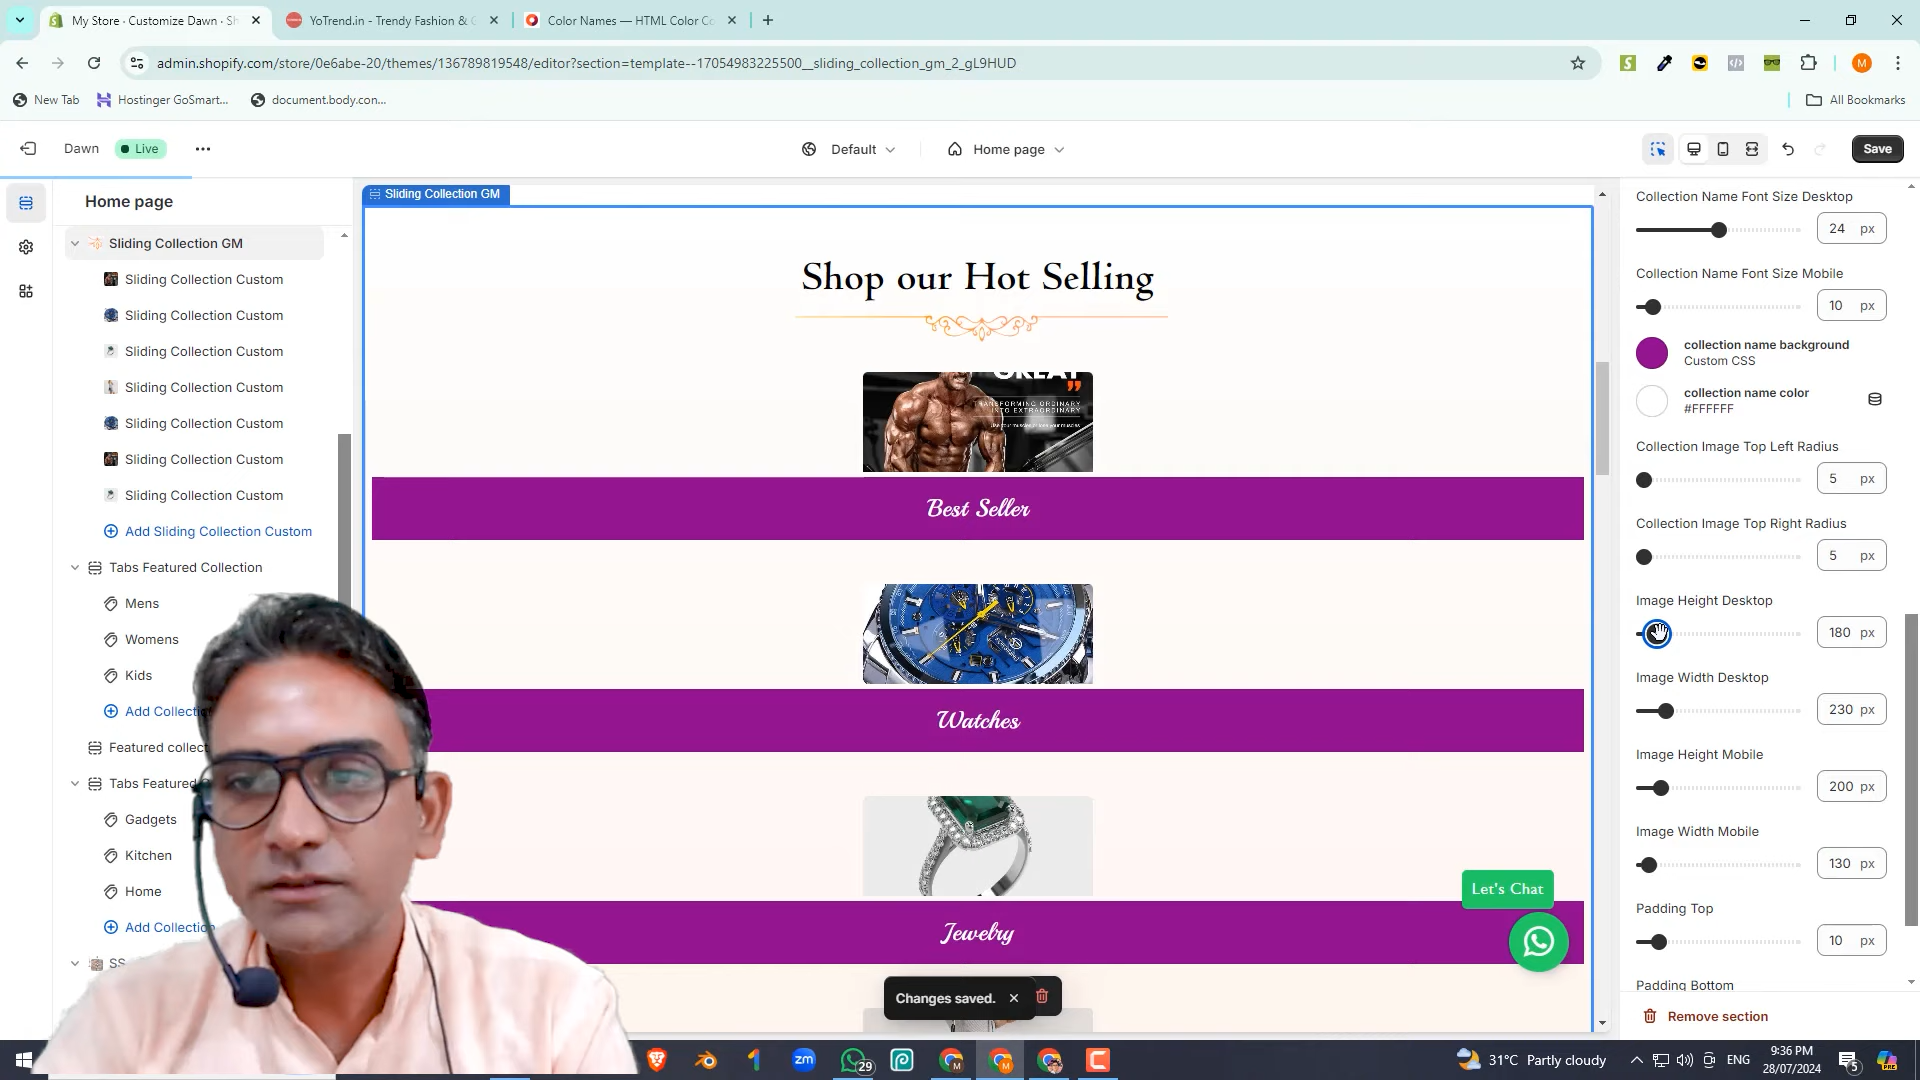 My Store · Customize Dawn · Sh
YoTrend.in - Trendy Fashion & G
Color Names — HTML Color Co
admin.shopify.com/store/0e6abe-20/themes/136789819548/editor?section=template--17054983225500__sliding_collection_gm_2_gL9HUD
New Tab
Hostinger GoSmart...
document.body.con...
All Bookmarks
Dawn
Live
Default
Home page
Save
Home page
Sliding Collection GM
Sliding Collection Custom
Sliding Collection Custom
Sliding Collection Custom
Sliding Collection Custom
Sliding Collection Custom
Sliding Collection Custom
Sliding Collection Custom
Add Sliding Collection Custom
Tabs Featured Collection
Mens
Womens
Kids
Add Collectio
Featured collect
Tabs Featured
Gadgets
Kitchen
Home
Add Collection
SS
Sliding Collection GM
Shop our Hot Selling
GREAT
TRANSFORMING ORDINARY
INTO EXTRAORDINARY
Best Seller
Watches
Jewelry
Let's Chat
Changes saved.
Collection Name Font Size Desktop
24 px
Collection Name Font Size Mobile
10 px
collection name background
Custom CSS
collection name color
#FFFFFF
Collection Image Top Left Radius
5 px
Collection Image Top Right Radius
5 px
Image Height Desktop
180 px
Image Width Desktop
230 px
Image Height Mobile
200 px
Image Width Mobile
130 px
Padding Top
10 px
Padding Bottom
Remove section
29
31°C Partly cloudy
ENG
9:36 PM
28/07/2024
5